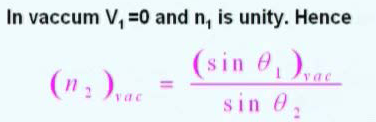 In vaccum V₁=0 and n₁ is unity. Hence
(n₂)vac = (sin θ₁)vac / sin θ₂